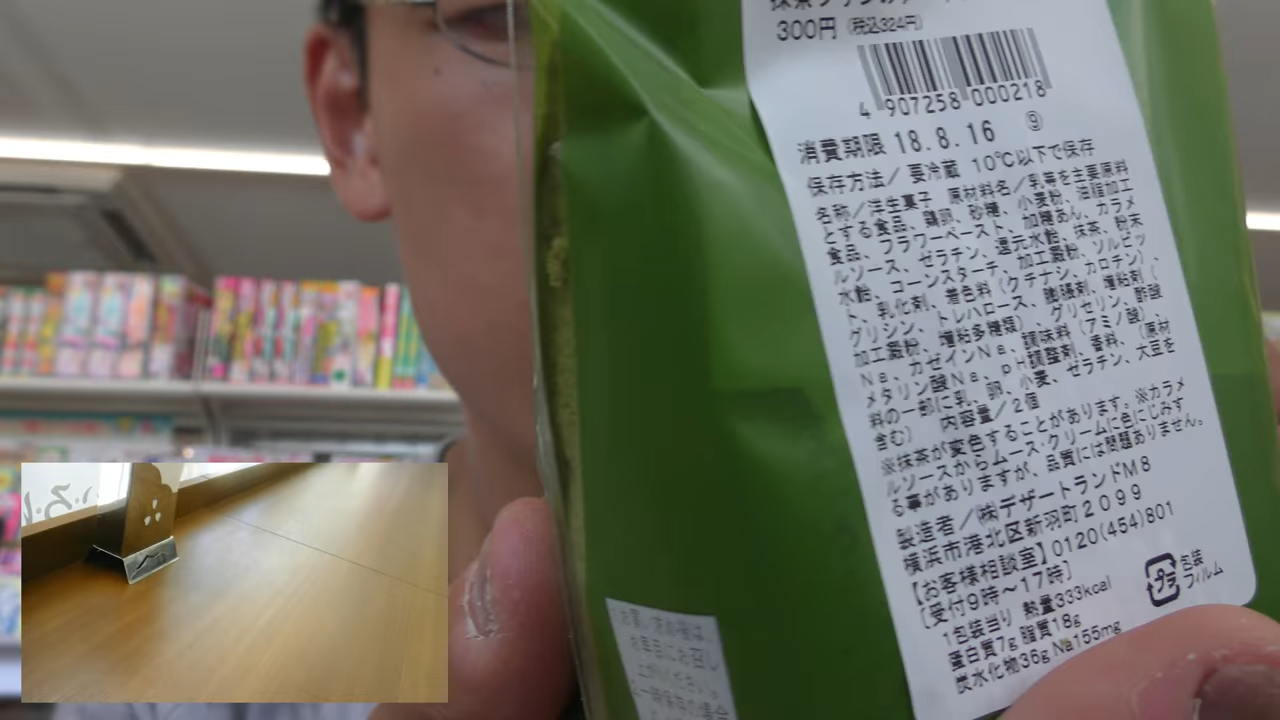 300円 (税込324円)
4 907258 000218
消費期限 18.8.16 ⑨
保存方法/要冷蔵 10℃以下で保存
名称/洋生菓子 原材料名/乳等を主要原料
とする食品、鶏卵、砂糖、小麦粉、油脂加工
食品、フラワーペースト、加糖あん、カラメ
ルソース、ゼラチン、還元水飴、抹茶、粉末
水飴、コーンスターチ、加工澱粉、ソルビッ
ト、乳化剤、着色料(クチナシ、カロチン)、
グリシン、トレハロース、膨張剤、増粘剤(
加工澱粉、増粘多糖類)、グリセリン、酢酸
Na、カゼインNa、調味料(アミノ酸)、
メタリン酸Na、pH調整剤、香料、(原材
料の一部に乳、卵、小麦、ゼラチン、大豆を
含む) 内容量/2個
※抹茶が変色することがあります。※カラメ
ルソースからムース・クリームに色にじみす
る事がありますが、品質には問題ありません。
製造者/㈱デザートランドM8
横浜市港北区新羽町2099
【お客様相談室】0120(454)801
[受付9時~17時]
1包装当り 熱量333kcal
蛋白質7g 脂質18g
炭水化物36g Na155mg
プラ
包装
フィルム